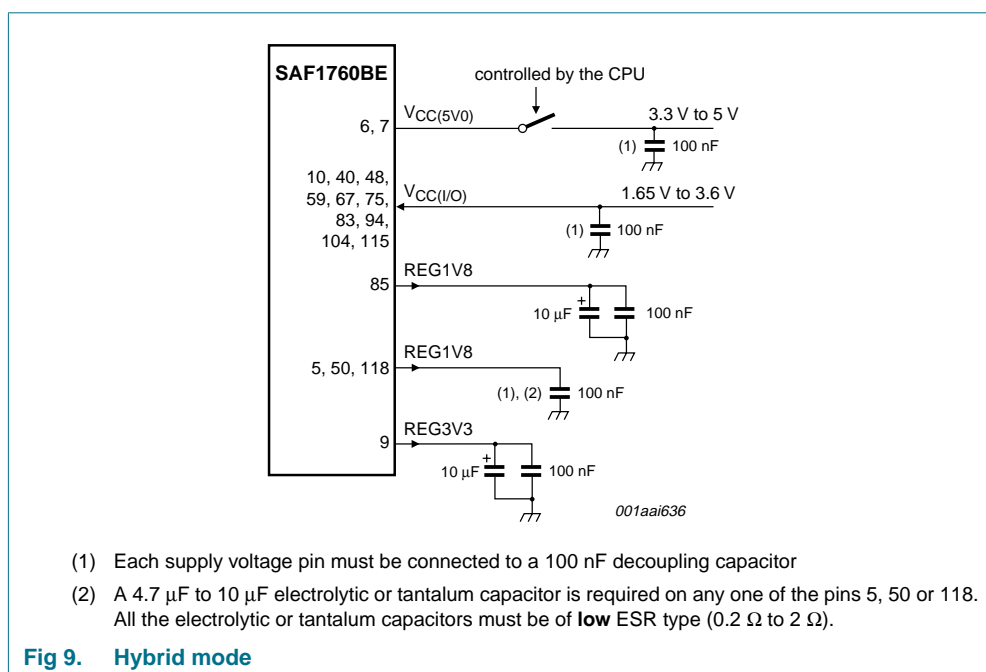 SAF1760BE
controlled by the CPU
6, 7
VCC(5V0)
3.3 V to 5 V
(1)
100 nF
10, 40, 48,
59, 67, 75,
83, 94,
104, 115
VCC(I/O)
1.65 V to 3.6 V
(1)
100 nF
85
REG1V8
+
10 μF
100 nF
5, 50, 118
REG1V8
(1), (2)
100 nF
9
REG3V3
+
10 μF
100 nF
001aai636
(1) Each supply voltage pin must be connected to a 100 nF decoupling capacitor
(2) A 4.7 μF to 10 μF electrolytic or tantalum capacitor is required on any one of the pins 5, 50 or 118.
All the electrolytic or tantalum capacitors must be of low ESR type (0.2 Ω to 2 Ω).
Fig 9. Hybrid mode